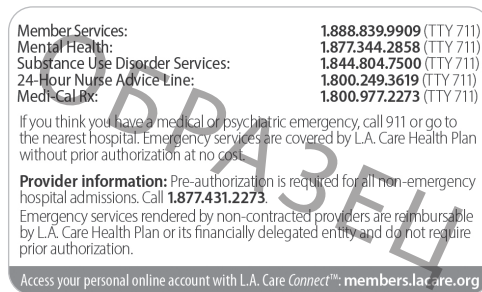 Member Services: 1.888.839.9909 (TTY 711)
Mental Health: 1.877.344.2858 (TTY 711)
Substance Use Disorder Services: 1.844.804.7500 (TTY 711)
24-Hour Nurse Advice Line: 1.800.249.3619 (TTY 711)
Medi-Cal Rx: 1.800.977.2273 (TTY 711)
If you think you have a medical or psychiatric emergency, call 911 or go to
the nearest hospital. Emergency services are covered by L.A. Care Health Plan
without prior authorization at no cost.
Provider information: Pre-authorization is required for all non-emergency
hospital admissions. Call 1.877.431.2273.
Emergency services rendered by non-contracted providers are reimbursable
by L.A. Care Health Plan or its financially delegated entity and do not require
prior authorization.
Access your personal online account with L.A. Care Connect™: members.lacare.org
ОБРАЗЕЦ